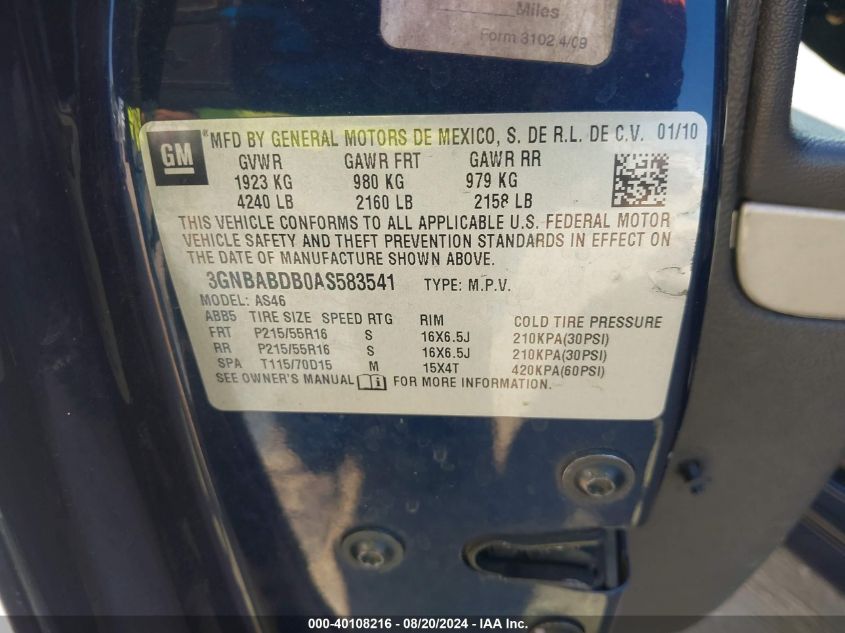 Miles
Form 3102 4/09
GM ® MFD BY GENERAL MOTORS DE MEXICO, S. DE R.L. DE C.V. 01/10
GVWR GAWR FRT GAWR RR
1923 KG 980 KG 979 KG
4240 LB 2160 LB 2158 LB
THIS VEHICLE CONFORMS TO ALL APPLICABLE U.S. FEDERAL MOTOR
VEHICLE SAFETY AND THEFT PREVENTION STANDARDS IN EFFECT ON
THE DATE OF MANUFACTURE SHOWN ABOVE.
3GNBABDB0AS583541 TYPE: M.P.V.
MODEL: AS46
ABB5 TIRE SIZE SPEED RTG RIM COLD TIRE PRESSURE
FRT P215/55R16 S 16X6.5J 210KPA(30PSI)
RR P215/55R16 S 16X6.5J 210KPA(30PSI)
SPA T115/70D15 M 15X4T 420KPA(60PSI)
SEE OWNER'S MANUAL FOR MORE INFORMATION.
000-40108216 - 08/20/2024 - IAA Inc.